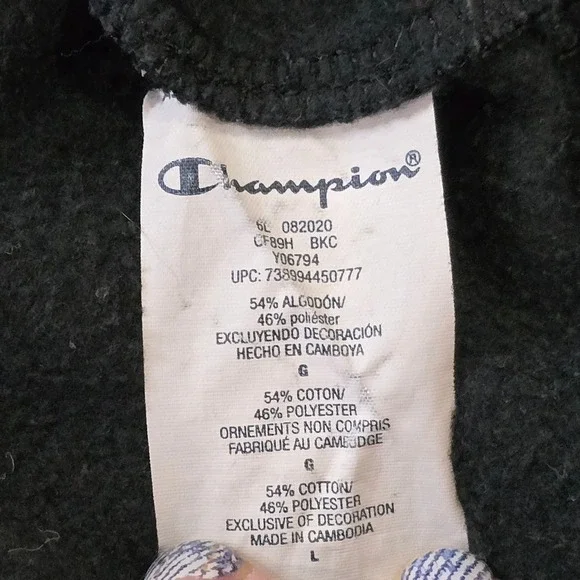 Champion®
6L 082020
CF89H BKC
Y06794
UPC: 738994450777
54% ALGODÓN/
46% poliéster
EXCLUYENDO DECORACIÓN
HECHO EN CAMBOYA
G
54% COTON/
46% POLYESTER
ORNEMENTS NON COMPRIS
FABRIQUÉ AU CAMBODGE
G
54% COTTON/
46% POLYESTER
EXCLUSIVE OF DECORATION
MADE IN CAMBODIA
L